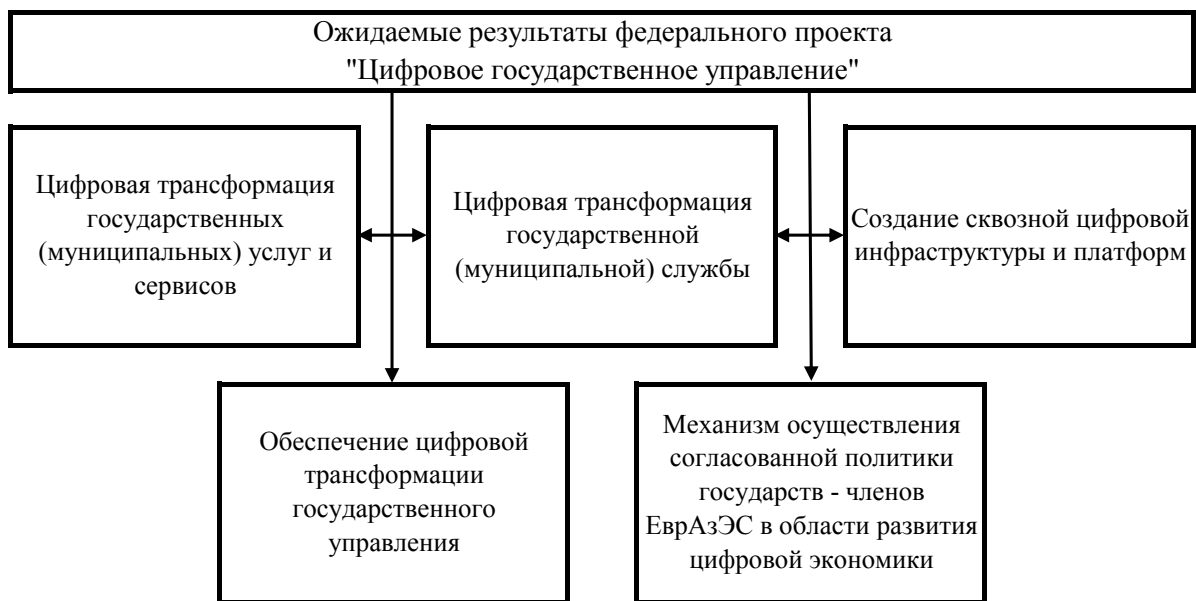 Ожидаемые результаты федерального проекта
"Цифровое государственное управление"
Цифровая трансформация
государственных
(муниципальных) услуг и
сервисов
Цифровая трансформация
государственной
(муниципальной) службы
Создание сквозной цифровой
инфраструктуры и платформ
Обеспечение цифровой
трансформации
государственного
управления
Механизм осуществления
согласованной политики
государств - членов
ЕврАзЭС в области развития
цифровой экономики